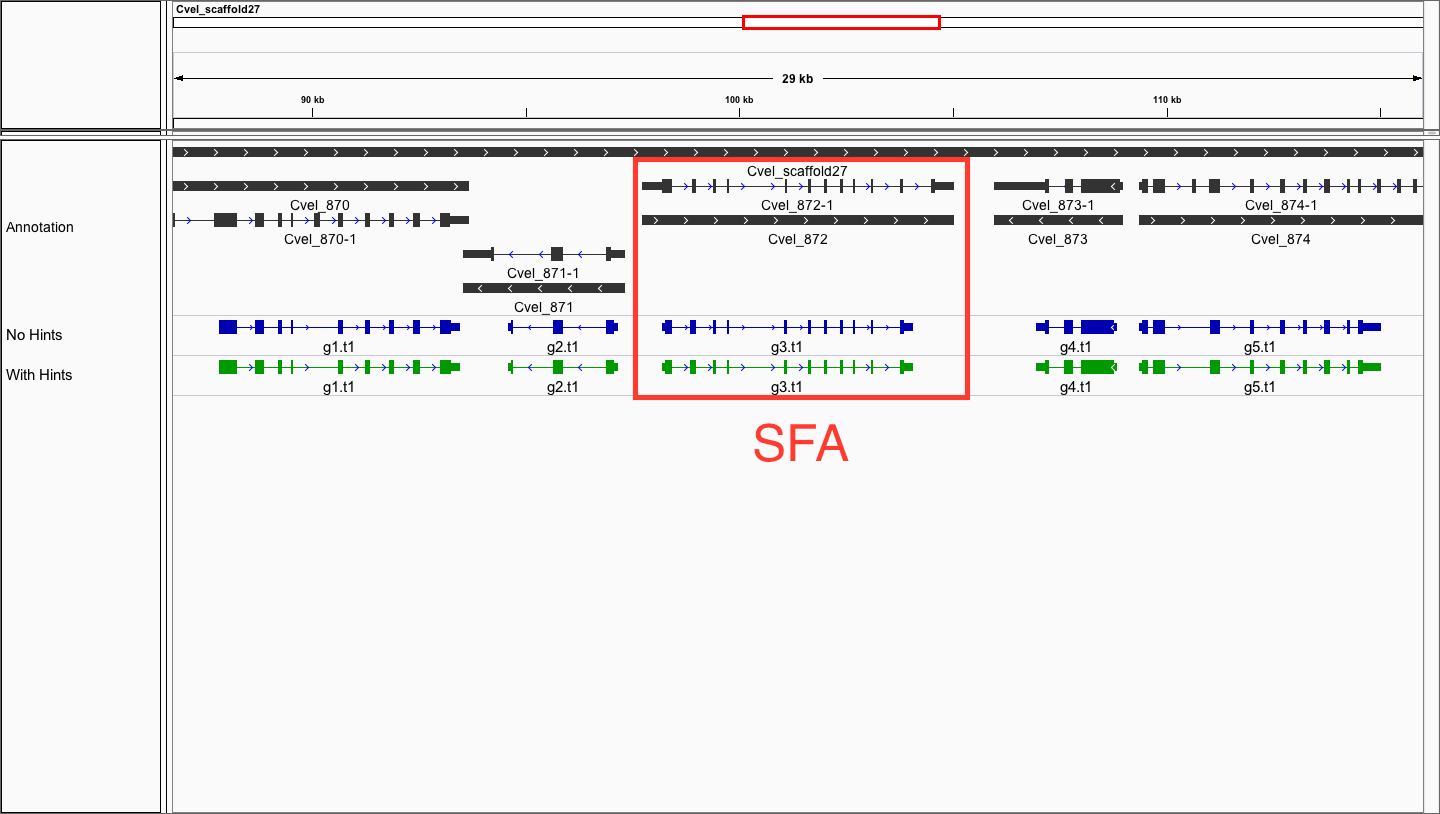 Cvel_scaffold27
29 kb
90 kb 100 kb 110 kb
Cvel_scaffold27
Annotation
Cvel_870 Cvel_872-1 Cvel_873-1 Cvel_874-1
Cvel_870-1 Cvel_872 Cvel_873 Cvel_874
Cvel_871-1
Cvel_871
No Hints
g1.t1 g2.t1 g3.t1 g4.t1 g5.t1
With Hints
g1.t1 g2.t1 g3.t1 g4.t1 g5.t1
SFA